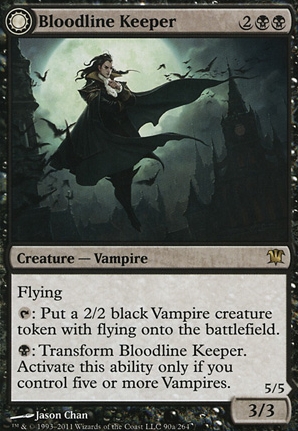 Bloodline Keeper 2
Creature — Vampire
Flying
: Put a 2/2 black Vampire creature
token with flying onto the battlefield.
: Transform Bloodline Keeper.
Activate this ability only if you
control five or more Vampires.
5/5
Jason Chan
3/3
™ & © 1993–2011 Wizards of the Coast LLC 90a/264